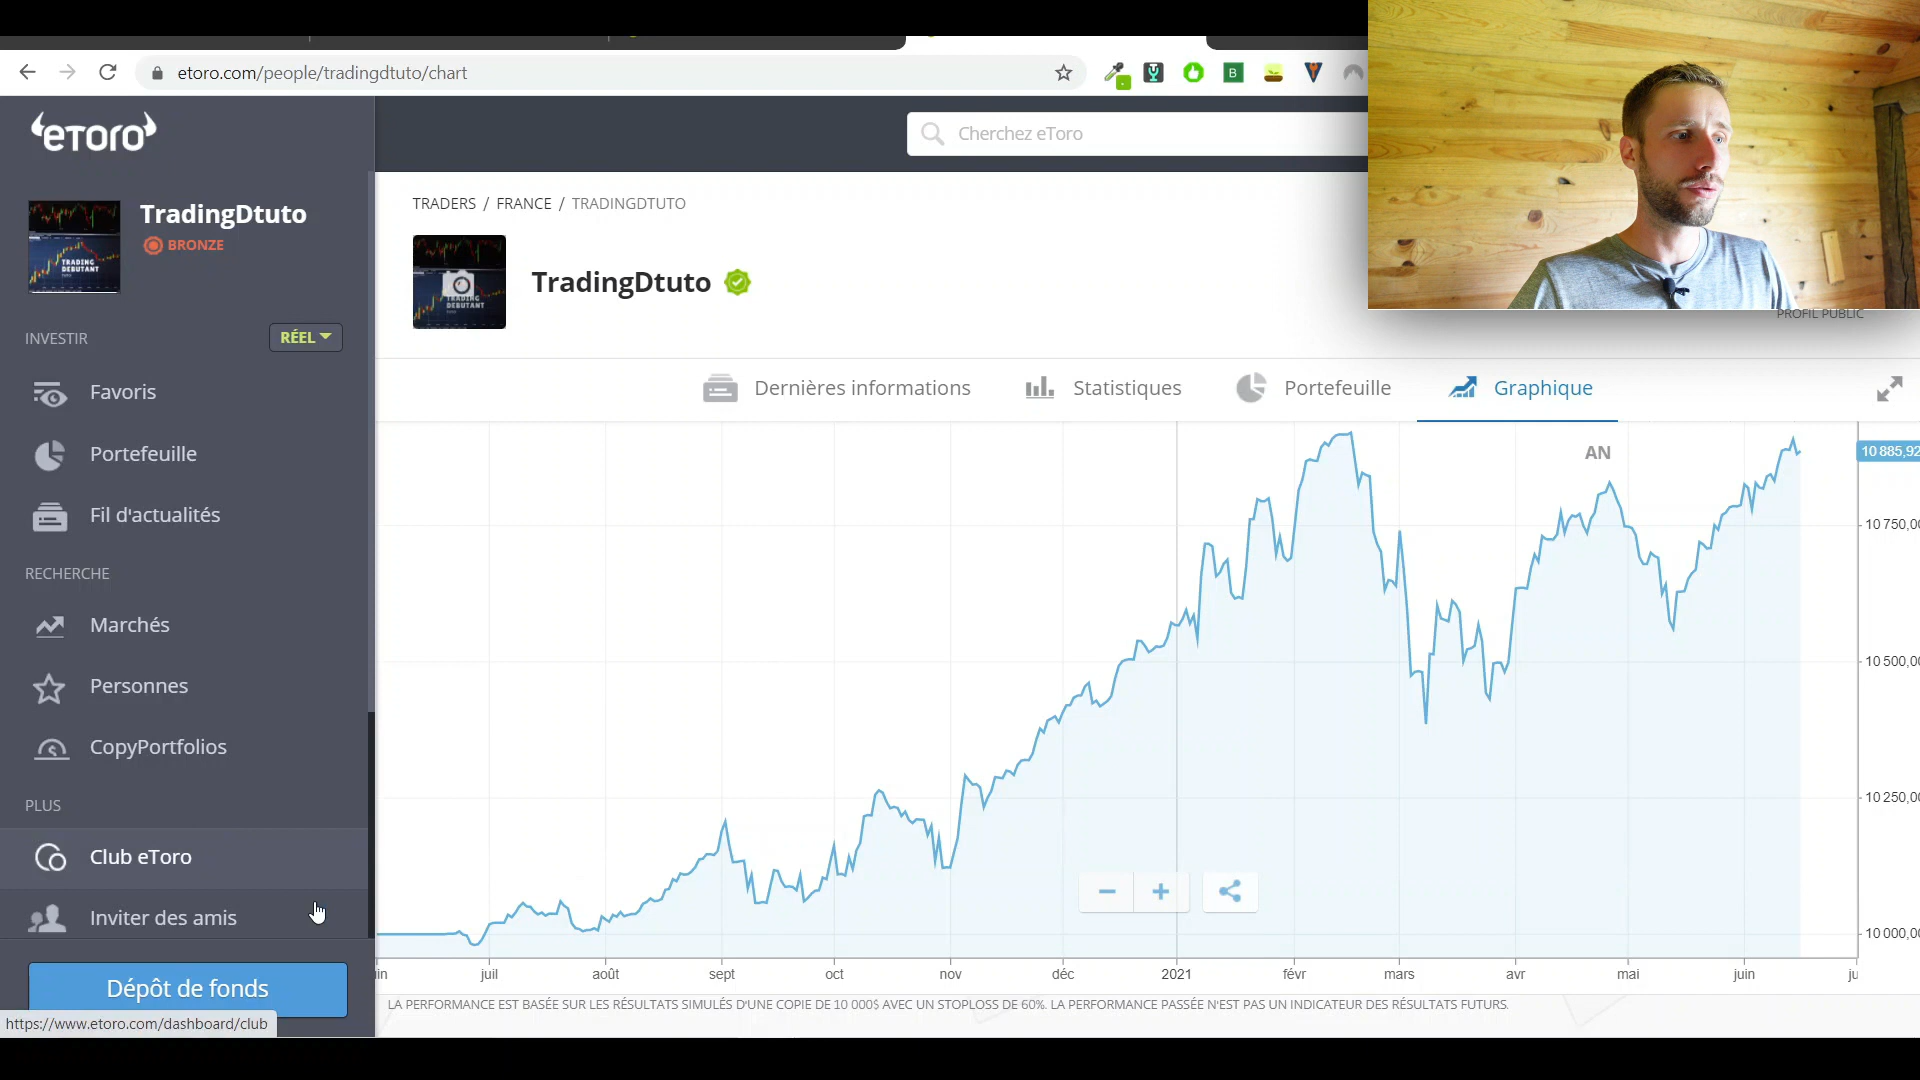 etoro.com/people/tradingdtuto/chart
B
eToro
Cherchez eToro
TradingDtuto
BRONZE
TRADING
DEBUTANT
INVESTIR
RÉEL
Favoris
Portefeuille
Fil d'actualités
RECHERCHE
Marchés
Personnes
CopyPortfolios
PLUS
Club eToro
Inviter des amis
Dépôt de fonds
https://www.etoro.com/dashboard/club
TRADERS / FRANCE / TRADINGDTUTO
TradingDtuto
DEBUTANT
PROFIL PUBLIC
Dernières informations
Statistiques
Portefeuille
Graphique
AN
10 885,92
10 750,0
10 500,0
10 250,0
10 000,0
in juil août sept oct nov déc 2021 févr mars avr mai juin ju
LA PERFORMANCE EST BASÉE SUR LES RÉSULTATS SIMULÉS D'UNE COPIE DE 10 000$ AVEC UN STOPLOSS DE 60%. LA PERFORMANCE PASSÉE N'EST PAS UN INDICATEUR DES RÉSULTATS FUTURS.